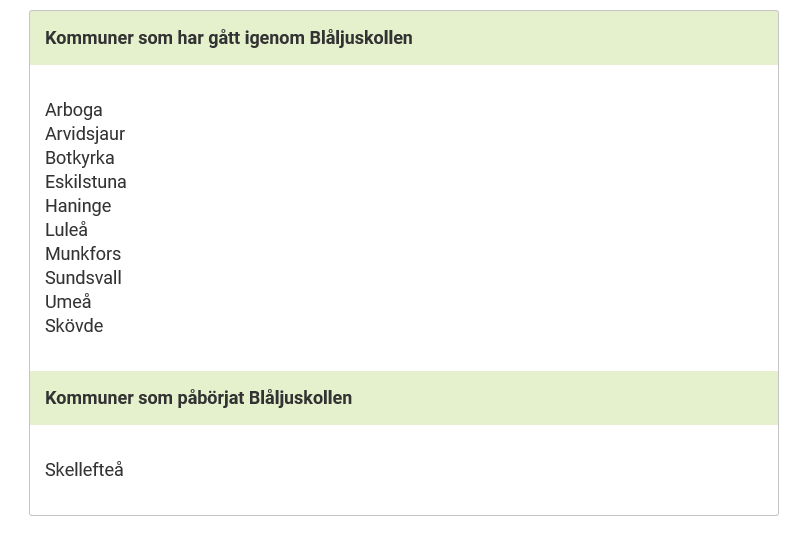 Kommuner som har gått igenom Blåljuskollen
Arboga
Arvidsjaur
Botkyrka
Eskilstuna
Haninge
Luleå
Munkfors
Sundsvall
Umeå
Skövde
Kommuner som påbörjat Blåljuskollen
Skellefteå